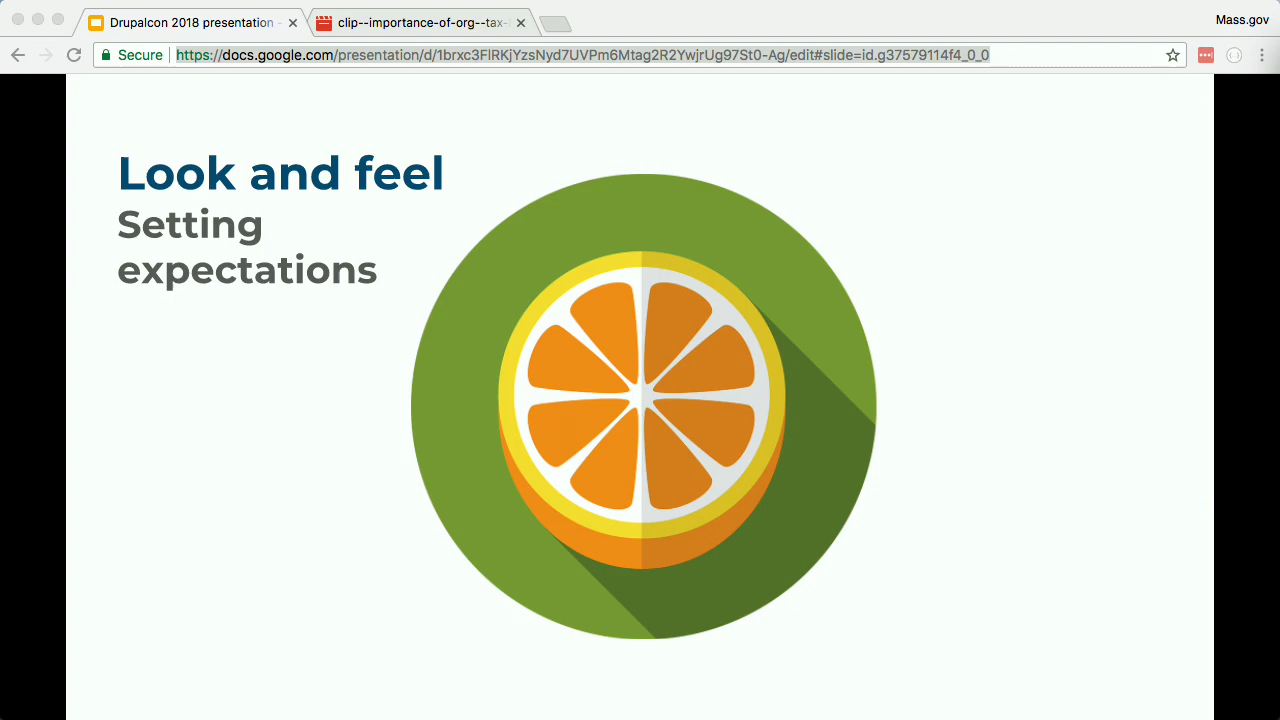 Drupalcon 2018 presentation -
clip--importance-of-org--tax-
Mass.gov
Secure
https://docs.google.com/presentation/d/1brxc3FlRKjYzsNyd7UVPm6Mtag2R2YwjrUg97St0-Ag/edit#slide=id.g37579114f4_0_0
Look and feel
Setting
expectations